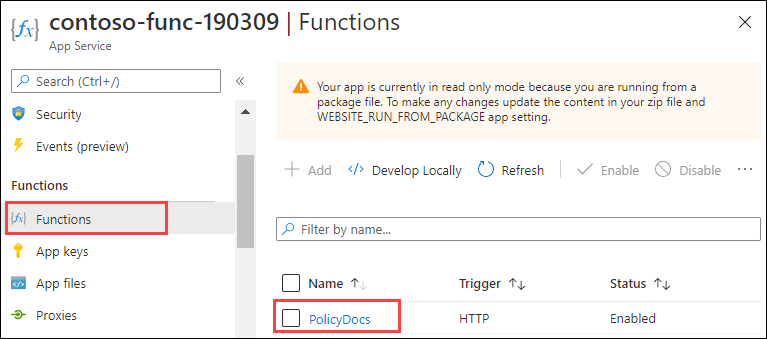 {fx} contoso-func-190309 | Functions
App Service
Search (Ctrl+/)
«
Security
Events (preview)
Functions
{fx} Functions
App keys
</> App files
Proxies
Your app is currently in read only mode because you are running from a
package file. To make any changes update the content in your zip file and
WEBSITE_RUN_FROM_PACKAGE app setting.
+ Add </> Develop Locally Refresh Enable Disable ···
Filter by name...
Name ↑↓ Trigger ↑↓ Status ↑↓
PolicyDocs HTTP Enabled